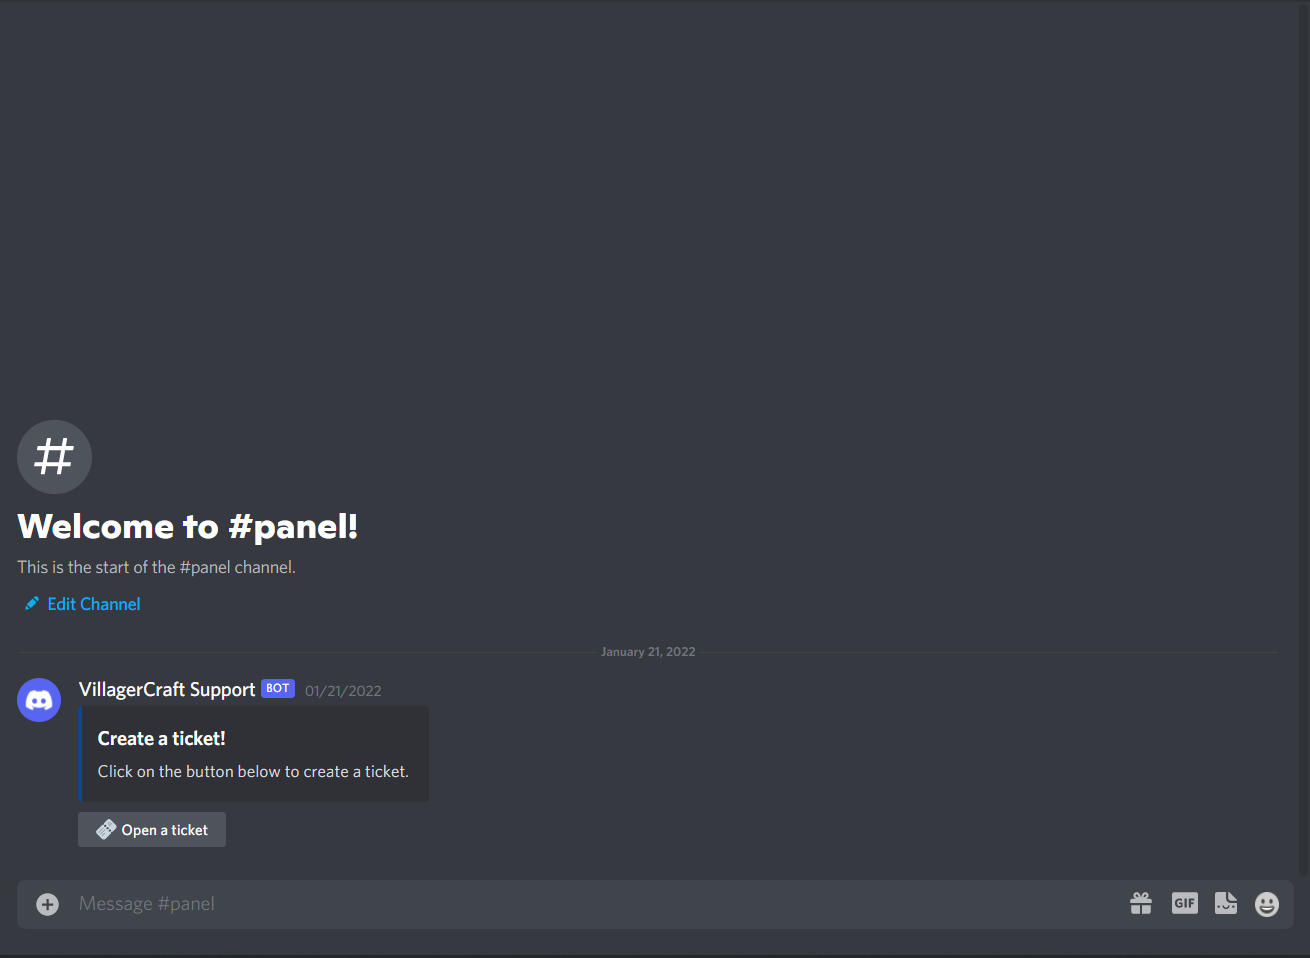 #
Welcome to #panel!
This is the start of the #panel channel.
Edit Channel
January 21, 2022
VillagerCraft Support BOT 01/21/2022
Create a ticket!
Click on the button below to create a ticket.
Open a ticket
Message #panel GIF